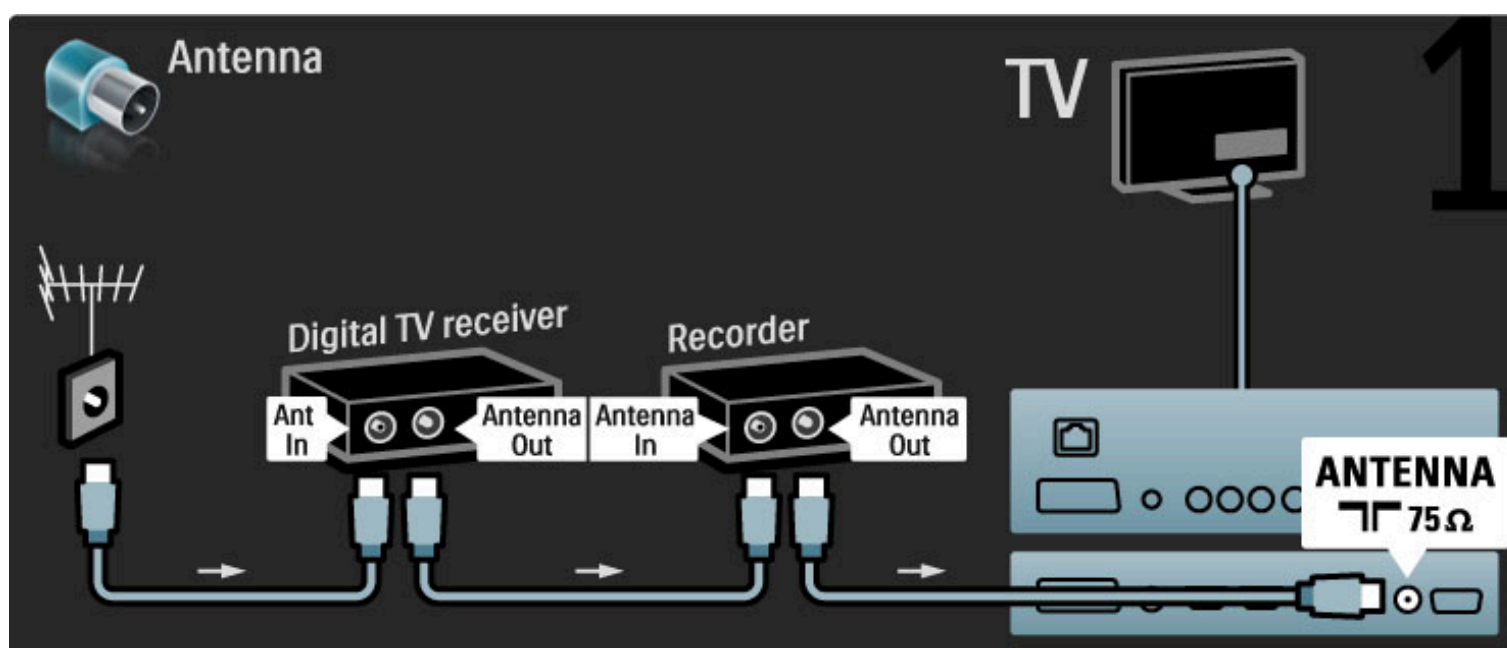 Antenna
TV
1
Digital TV receiver
Recorder
Ant
In
Antenna
Out
Antenna
In
Antenna
Out
ANTENNA
75Ω